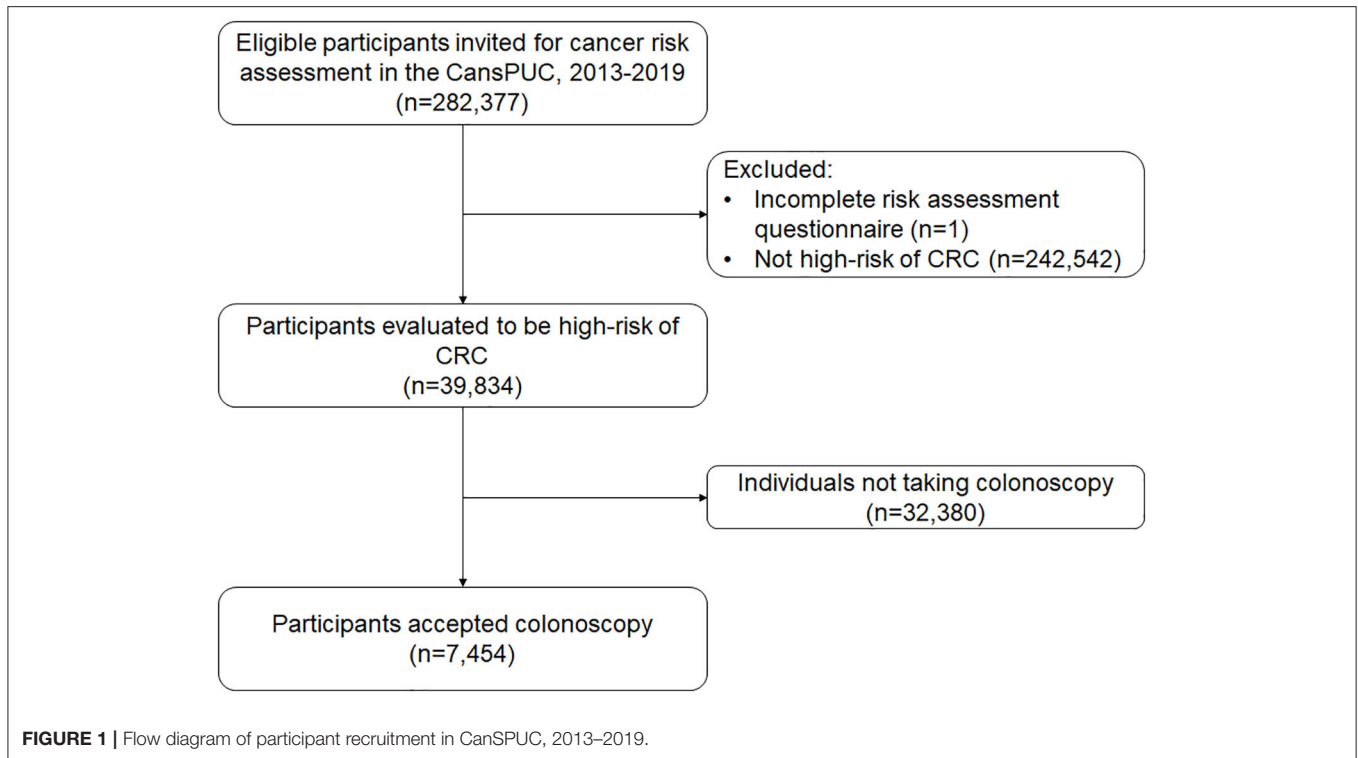 Eligible participants invited for cancer risk
assessment in the CansPUC, 2013-2019
(n=282,377)
Excluded:
• Incomplete risk assessment
questionnaire (n=1)
• Not high-risk of CRC (n=242,542)
Participants evaluated to be high-risk of
CRC
(n=39,834)
Individuals not taking colonoscopy
(n=32,380)
Participants accepted colonoscopy
(n=7,454)
FIGURE 1 | Flow diagram of participant recruitment in CanSPUC, 2013–2019.